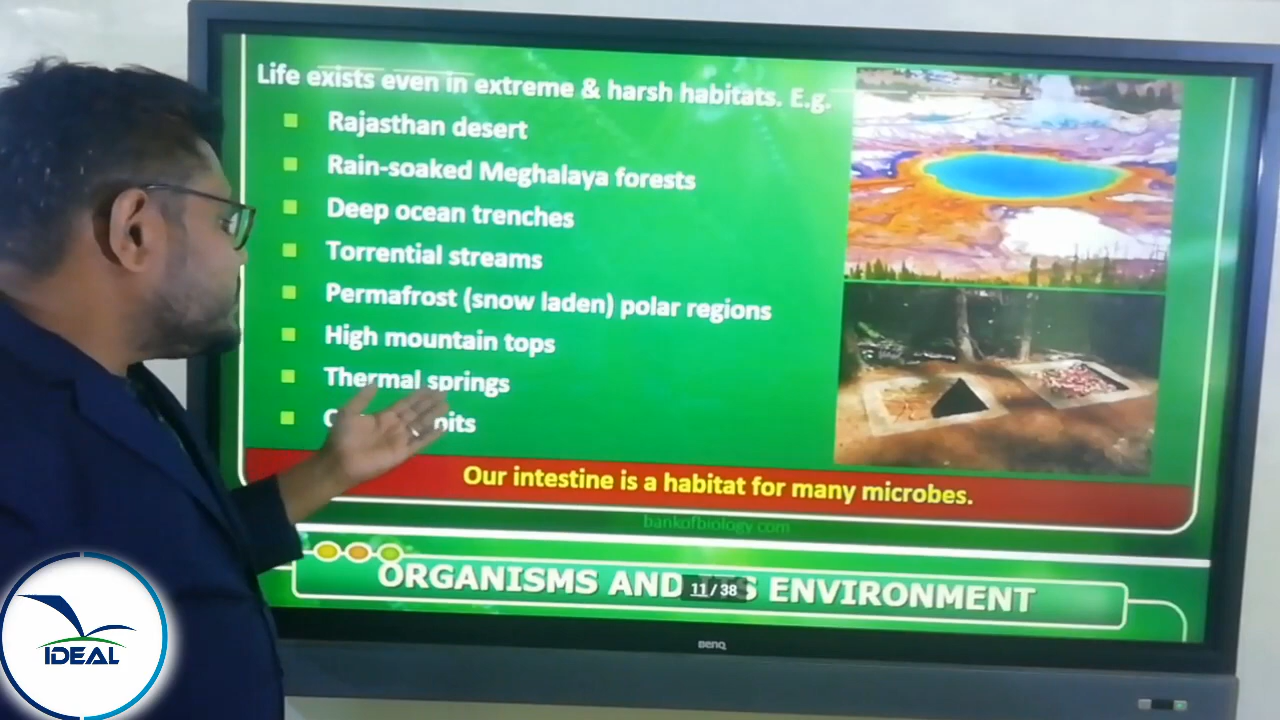 Life exists even in extreme & harsh habitats. E.g.
Rajasthan desert
Rain-soaked Meghalaya forests
Deep ocean trenches
Torrential streams
Permafrost (snow laden) polar regions
High mountain tops
Thermal springs
pits
Our intestine is a habitat for many microbes.
bankofbiology.com
ORGANISMS AND ENVIRONMENT
11 / 38
BenQ
IDEAL